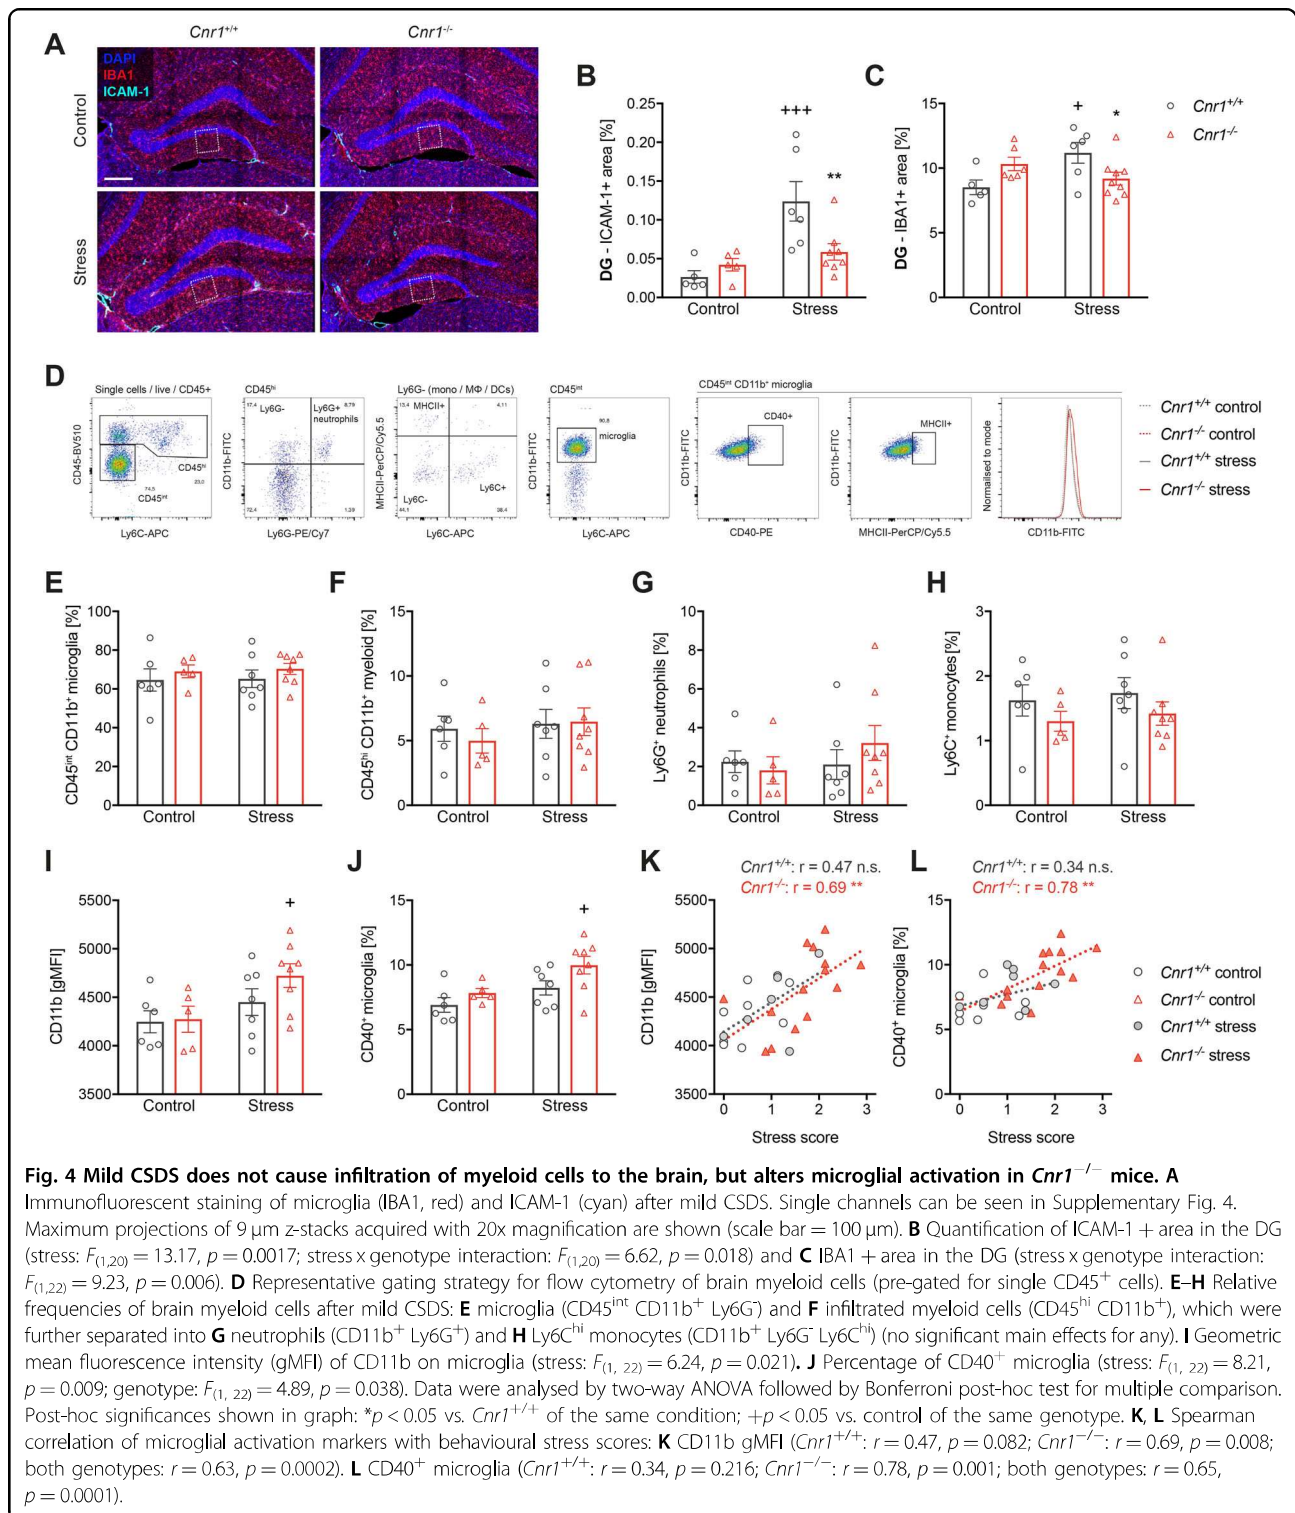 A
Cnr1+/+
Cnr1-/-
DAPI
IBA1
ICAM-1
Control
Stress
B
DG - ICAM-1+ area [%]
0.25
0.20
0.15
0.10
0.05
0.00
+++
**
Control
Stress
C
DG - IBA1+ area [%]
15
10
5
0
+
*
Control
Stress
Cnr1+/+
Cnr1-/-
D
Single cells / live / CD45+
CD45-BV510
CD45hi
23.0
74.5
CD45int
Ly6C-APC
CD45hi
17.4
8.79
Ly6G-
Ly6G+
neutrophils
CD11b-FITC
72.4
1.39
Ly6G-PE/Cy7
Ly6G- (mono / MΦ / DCs)
13.4
4.11
MHCII+
MHCII-PerCP/Cy5.5
Ly6C-
Ly6C+
44.1
38.4
Ly6C-APC
CD45int
90.8
microglia
CD11b-FITC
Ly6C-APC
CD45int CD11b+ microglia
CD40+
CD11b-FITC
CD40-PE
MHCII+
CD11b-FITC
MHCII-PerCP/Cy5.5
Normalised to mode
CD11b-FITC
Cnr1+/+ control
Cnr1-/- control
Cnr1+/+ stress
Cnr1-/- stress
E
CD45int CD11b+ microglia [%]
100
80
60
40
20
0
Control
Stress
F
CD45hi CD11b+ myeloid [%]
15
10
5
0
Control
Stress
G
Ly6G+ neutrophils [%]
10
8
6
4
2
0
Control
Stress
H
Ly6C+ monocytes [%]
3
2
1
0
Control
Stress
I
CD11b [gMFI]
5500
5000
4500
4000
3500
+
Control
Stress
J
CD40+ microglia [%]
15
10
5
0
+
Control
Stress
K
Cnr1+/+: r = 0.47 n.s.
Cnr1-/-: r = 0.69 **
CD11b [gMFI]
5500
5000
4500
4000
3500
0
1
2
3
Stress score
L
Cnr1+/+: r = 0.34 n.s.
Cnr1-/-: r = 0.78 **
CD40+ microglia [%]
15
10
5
0
0
1
2
3
Stress score
Cnr1+/+ control
Cnr1-/- control
Cnr1+/+ stress
Cnr1-/- stress
Fig. 4 Mild CSDS does not cause infiltration of myeloid cells to the brain, but alters microglial activation in Cnr1−/− mice. A
Immunofluorescent staining of microglia (IBA1, red) and ICAM-1 (cyan) after mild CSDS. Single channels can be seen in Supplementary Fig. 4.
Maximum projections of 9 µm z-stacks acquired with 20x magnification are shown (scale bar = 100 µm). B Quantification of ICAM-1 + area in the DG
(stress: F(1,20) = 13.17, p = 0.0017; stress x genotype interaction: F(1,20) = 6.62, p = 0.018) and C IBA1 + area in the DG (stress x genotype interaction:
F(1,22) = 9.23, p = 0.006). D Representative gating strategy for flow cytometry of brain myeloid cells (pre-gated for single CD45+ cells). E–H Relative
frequencies of brain myeloid cells after mild CSDS: E microglia (CD45int CD11b+ Ly6G-) and F infiltrated myeloid cells (CD45hi CD11b+), which were
further separated into G neutrophils (CD11b+ Ly6G+) and H Ly6Chi monocytes (CD11b+ Ly6G- Ly6Chi) (no significant main effects for any). I Geometric
mean fluorescence intensity (gMFI) of CD11b on microglia (stress: F(1, 22) = 6.24, p = 0.021). J Percentage of CD40+ microglia (stress: F(1, 22) = 8.21,
p = 0.009; genotype: F(1, 22) = 4.89, p = 0.038). Data were analysed by two-way ANOVA followed by Bonferroni post-hoc test for multiple comparison.
Post-hoc significances shown in graph: *p < 0.05 vs. Cnr1+/+ of the same condition; +p < 0.05 vs. control of the same genotype. K, L Spearman
correlation of microglial activation markers with behavioural stress scores: K CD11b gMFI (Cnr1+/+: r = 0.47, p = 0.082; Cnr1−/−: r = 0.69, p = 0.008;
both genotypes: r = 0.63, p = 0.0002). L CD40+ microglia (Cnr1+/+: r = 0.34, p = 0.216; Cnr1−/−: r = 0.78, p = 0.001; both genotypes: r = 0.65,
p = 0.0001).